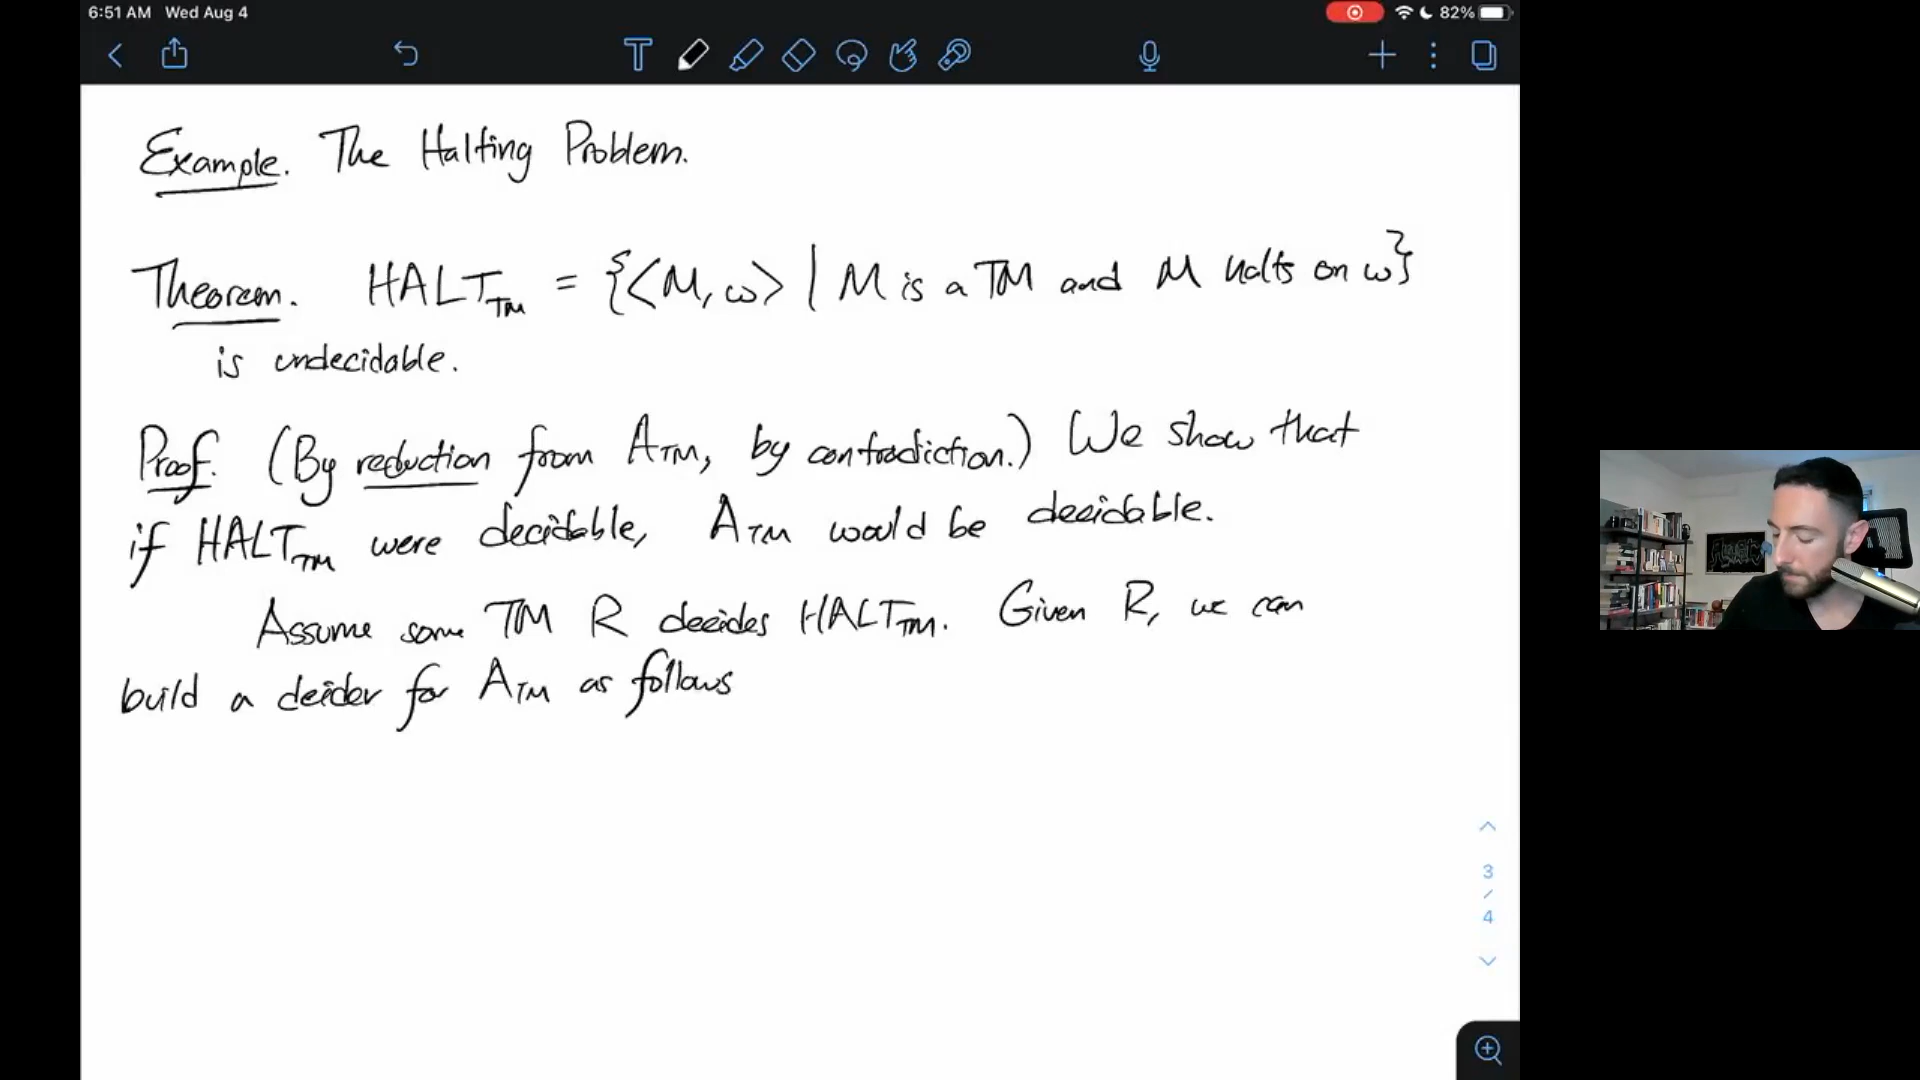 6:51 AM Wed Aug 4
82%
Example. The Halting Problem.
Theorem. HALT_TM = {<M, w> | M is a TM and M halts on w}
is undecidable.
Proof. (By reduction from A_TM, by contradiction.) We show that
if HALT_TM were decidable, A_TM would be decidable.
Assume some TM R decides HALT_TM. Given R, we can
build a decider for A_TM as follows
3
/
4